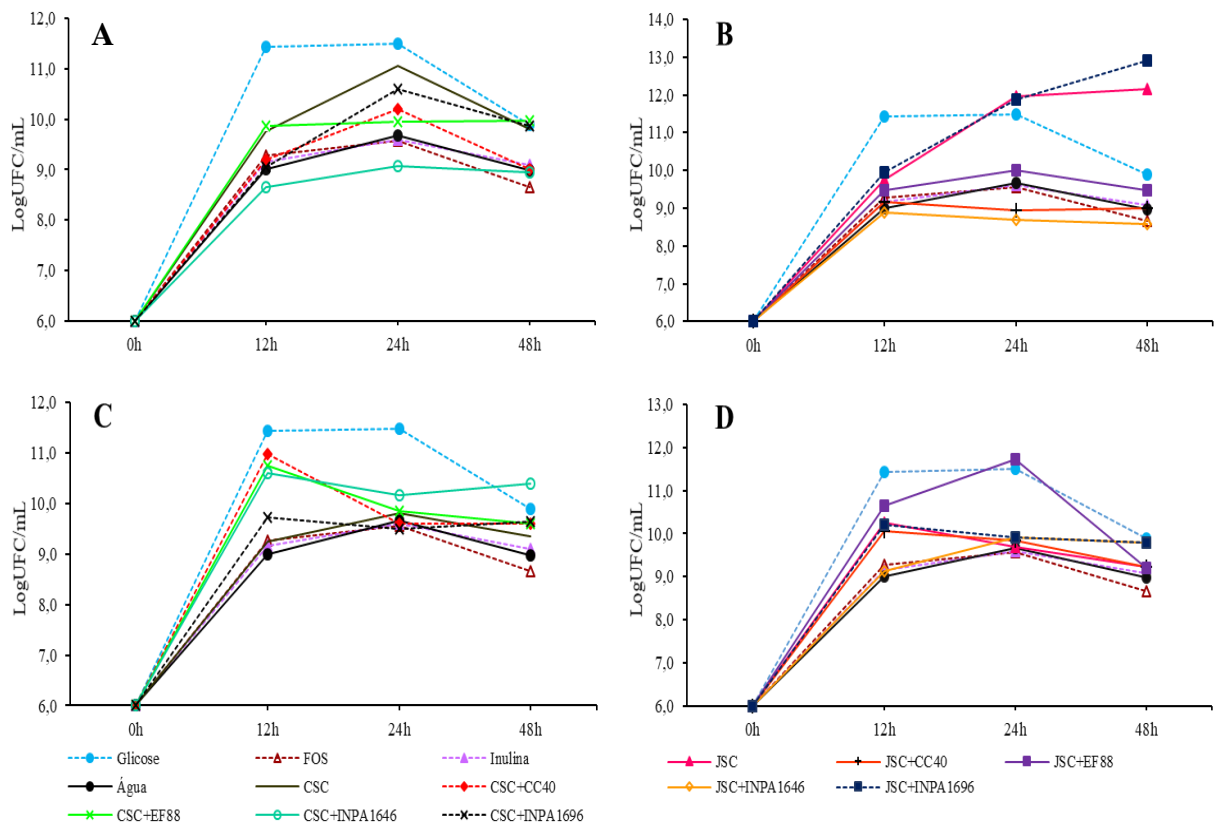 A
LogUFC/mL
12,0
11,0
10,0
9,0
8,0
7,0
6,0
0h 12h 24h 48h
B
LogUFC/mL
14,0
13,0
12,0
11,0
10,0
9,0
8,0
7,0
6,0
0h 12h 24h 48h
C
LogUFC/mL
12,0
11,0
10,0
9,0
8,0
7,0
6,0
0h 12h 24h 48h
D
LogUFC/mL
13,0
12,0
11,0
10,0
9,0
8,0
7,0
6,0
0h 12h 24h 48h
Glicose FOS Inulina
Água CSC CSC+CC40
CSC+EF88 CSC+INPA1646 CSC+INPA1696
JSC JSC+CC40 JSC+EF88
JSC+INPA1646 JSC+INPA1696